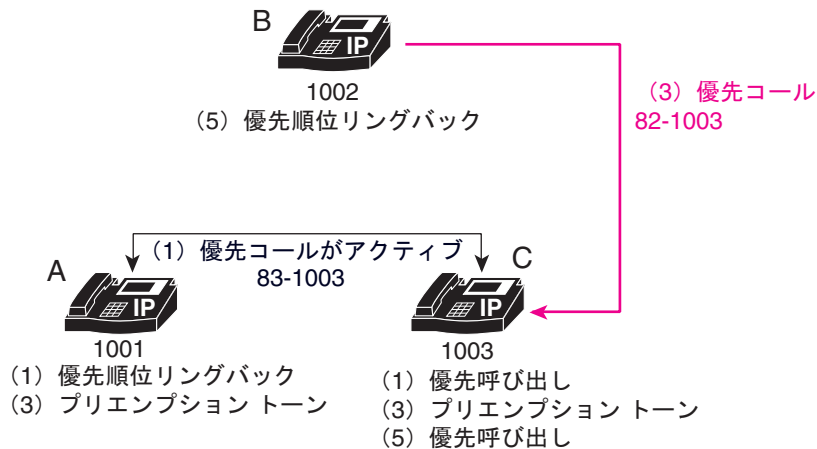 B
IP
1002
（5）優先順位リングバック
（3）優先コール
82-1003
（1）優先コールがアクティブ
83-1003
A
IP
1001
（1）優先順位リングバック
（3）プリエンプション トーン
C
IP
1003
（1）優先呼び出し
（3）プリエンプション トーン
（5）優先呼び出し